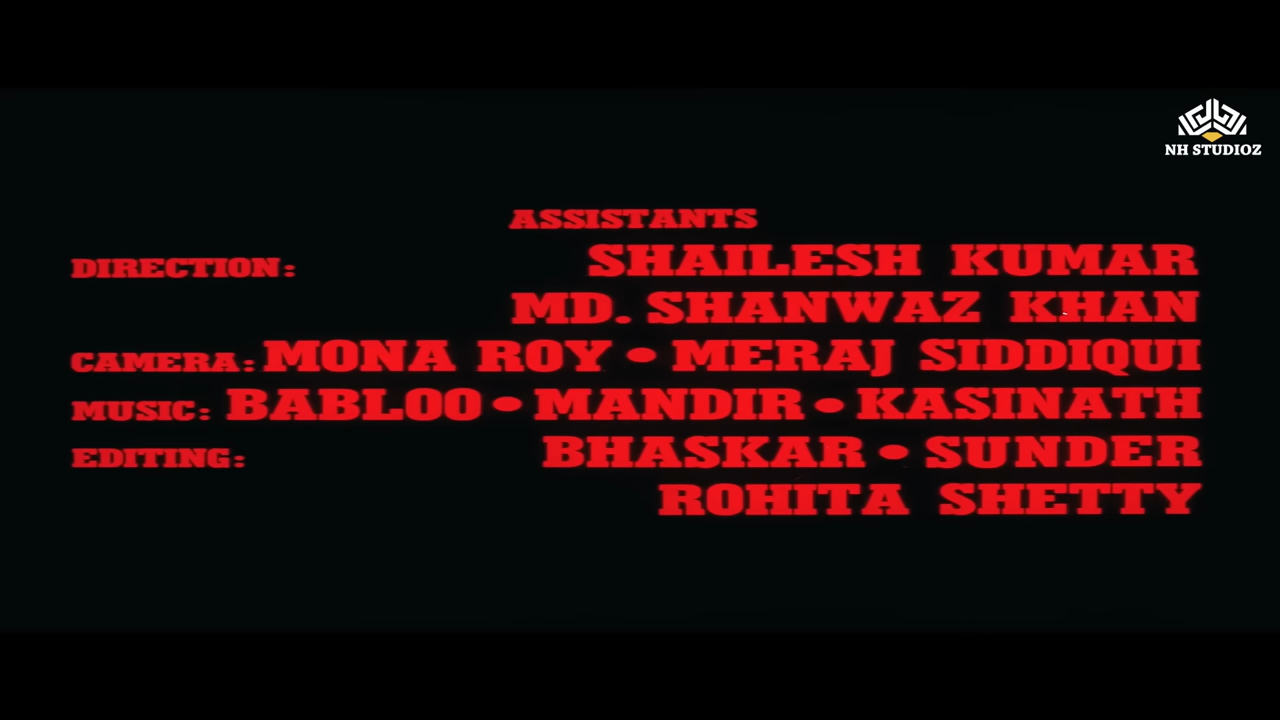 NH STUDIOZ
ASSISTANTS
DIRECTION: SHAILESH KUMAR
MD. SHANWAZ KHAN
CAMERA: MONA ROY • MERAJ SIDDIQUI
MUSIC: BABLOO • MANDIR • KASINATH
EDITING: BHASKAR • SUNDER
ROHITA SHETTY